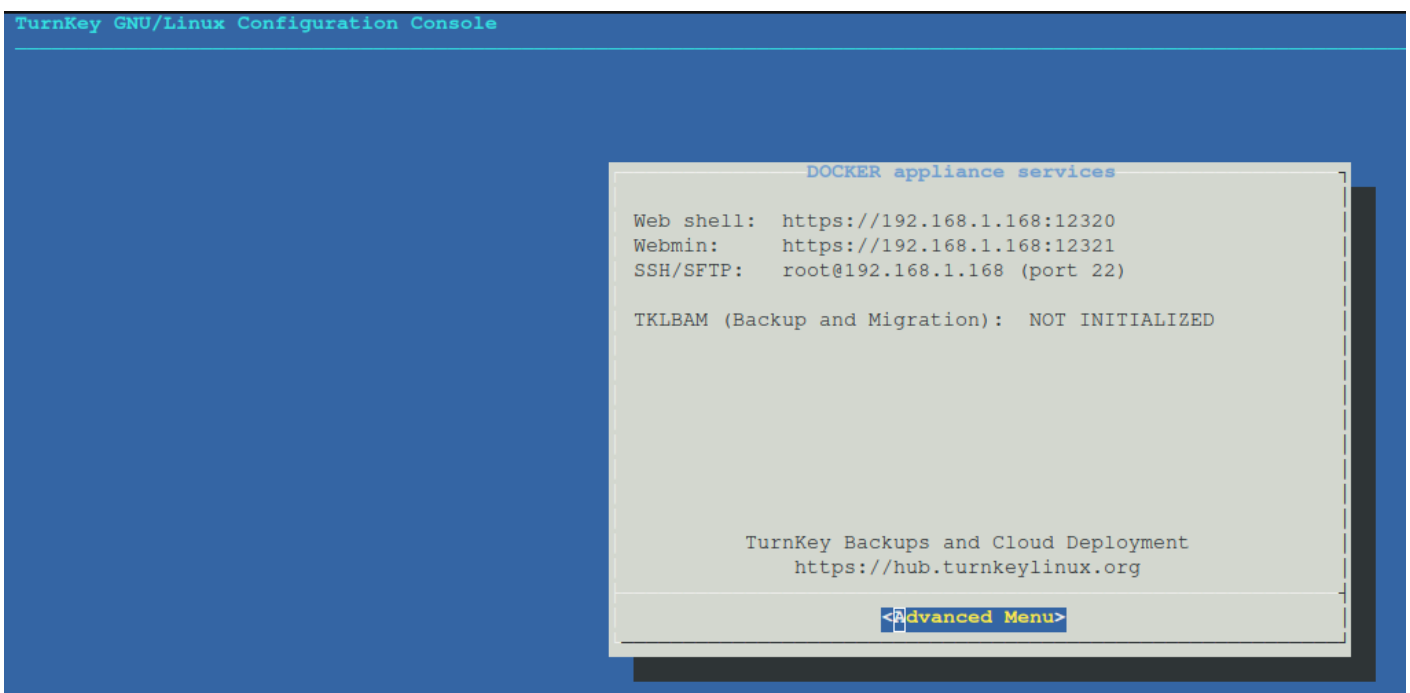 TurnKey GNU/Linux Configuration Console
DOCKER appliance services
Web shell: https://192.168.1.168:12320
Webmin: https://192.168.1.168:12321
SSH/SFTP: root@192.168.1.168 (port 22)
TKLBAM (Backup and Migration): NOT INITIALIZED
TurnKey Backups and Cloud Deployment
https://hub.turnkeylinux.org
<Advanced Menu>